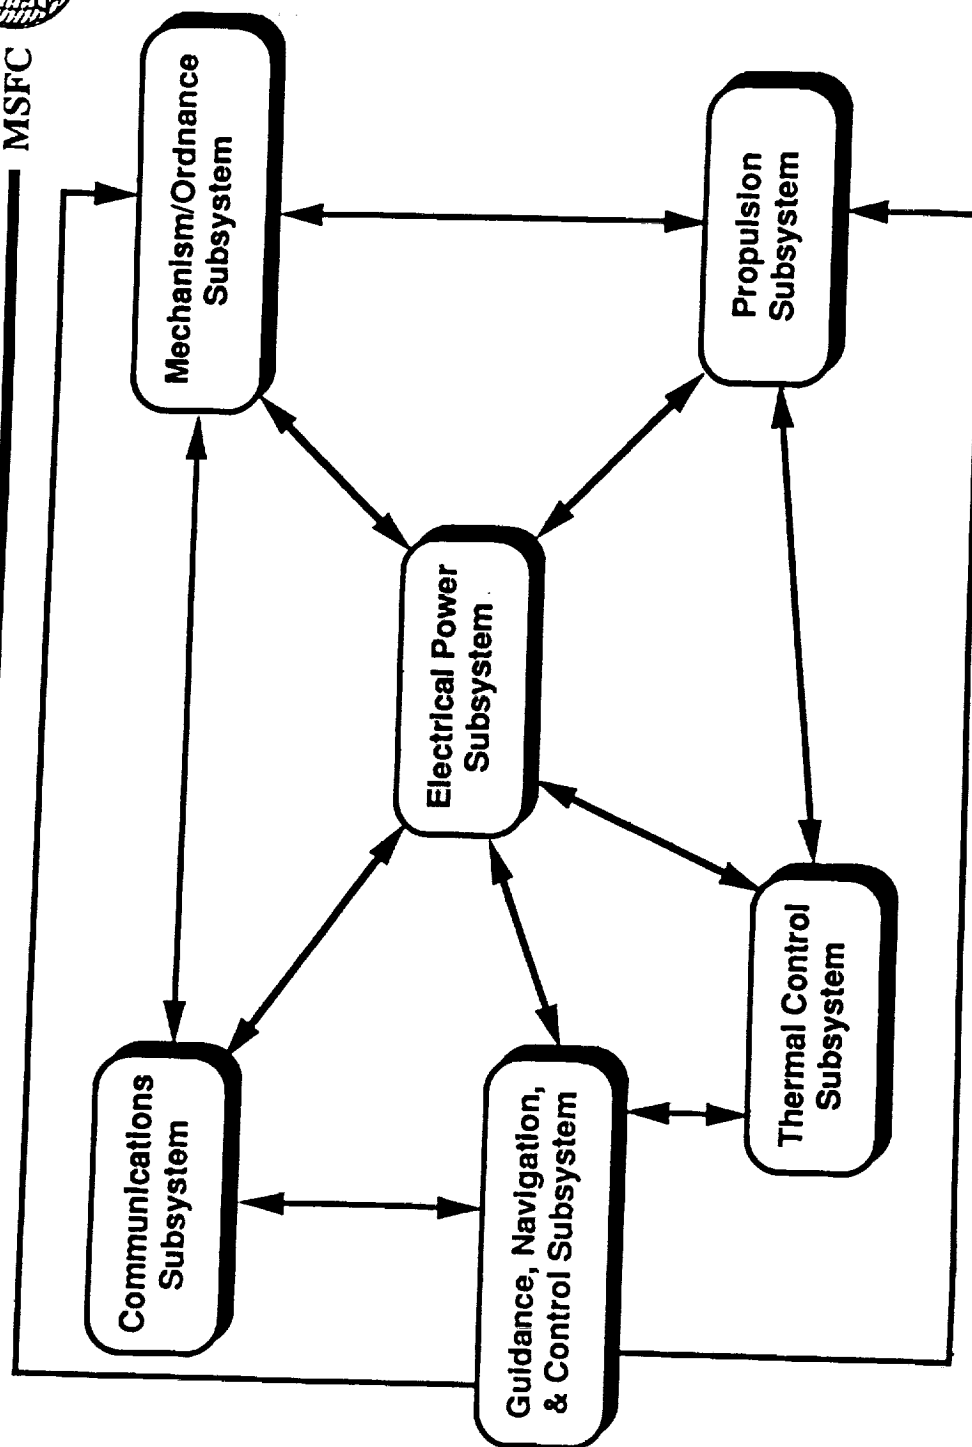 MSFC
Communications
Subsystem
Mechanism/Ordnance
Subsystem
Electrical Power
Subsystem
Guidance, Navigation,
& Control Subsystem
Thermal Control
Subsystem
Propulsion
Subsystem